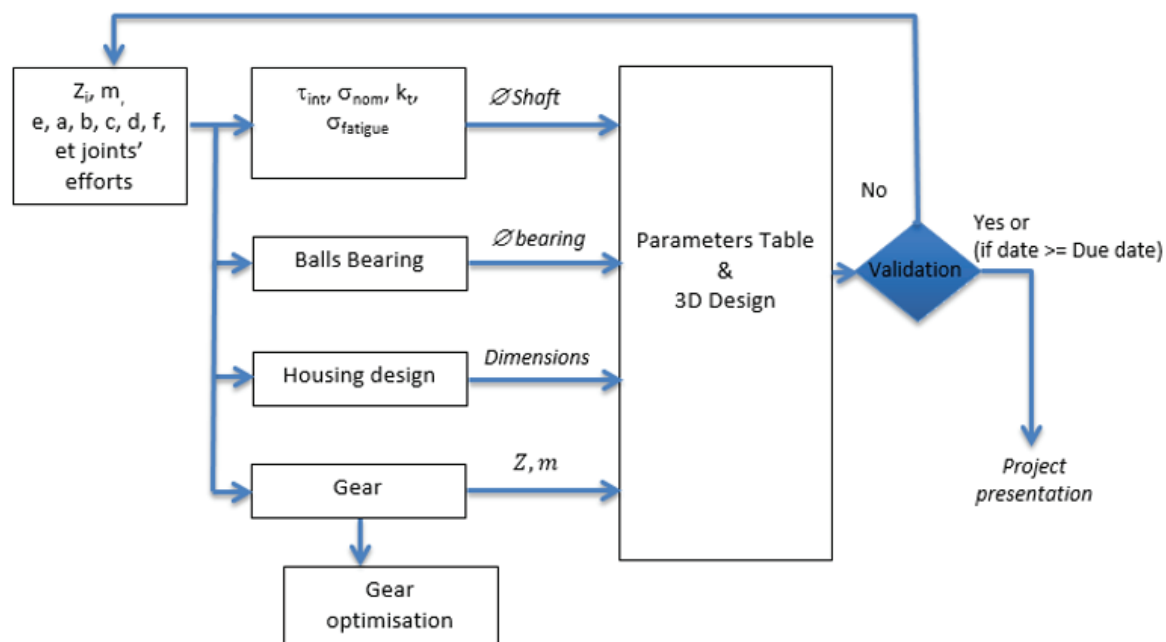 Zᵢ, m,
e, a, b, c, d, f,
et joints’
efforts
τint, σnom, kt,
σfatigue
∅ Shaft
Balls Bearing
∅ bearing
Housing design
Dimensions
Gear
Z, m
Gear
optimisation
Parameters Table
&
3D Design
No
Validation
Yes or
(if date >= Due date)
Project
presentation